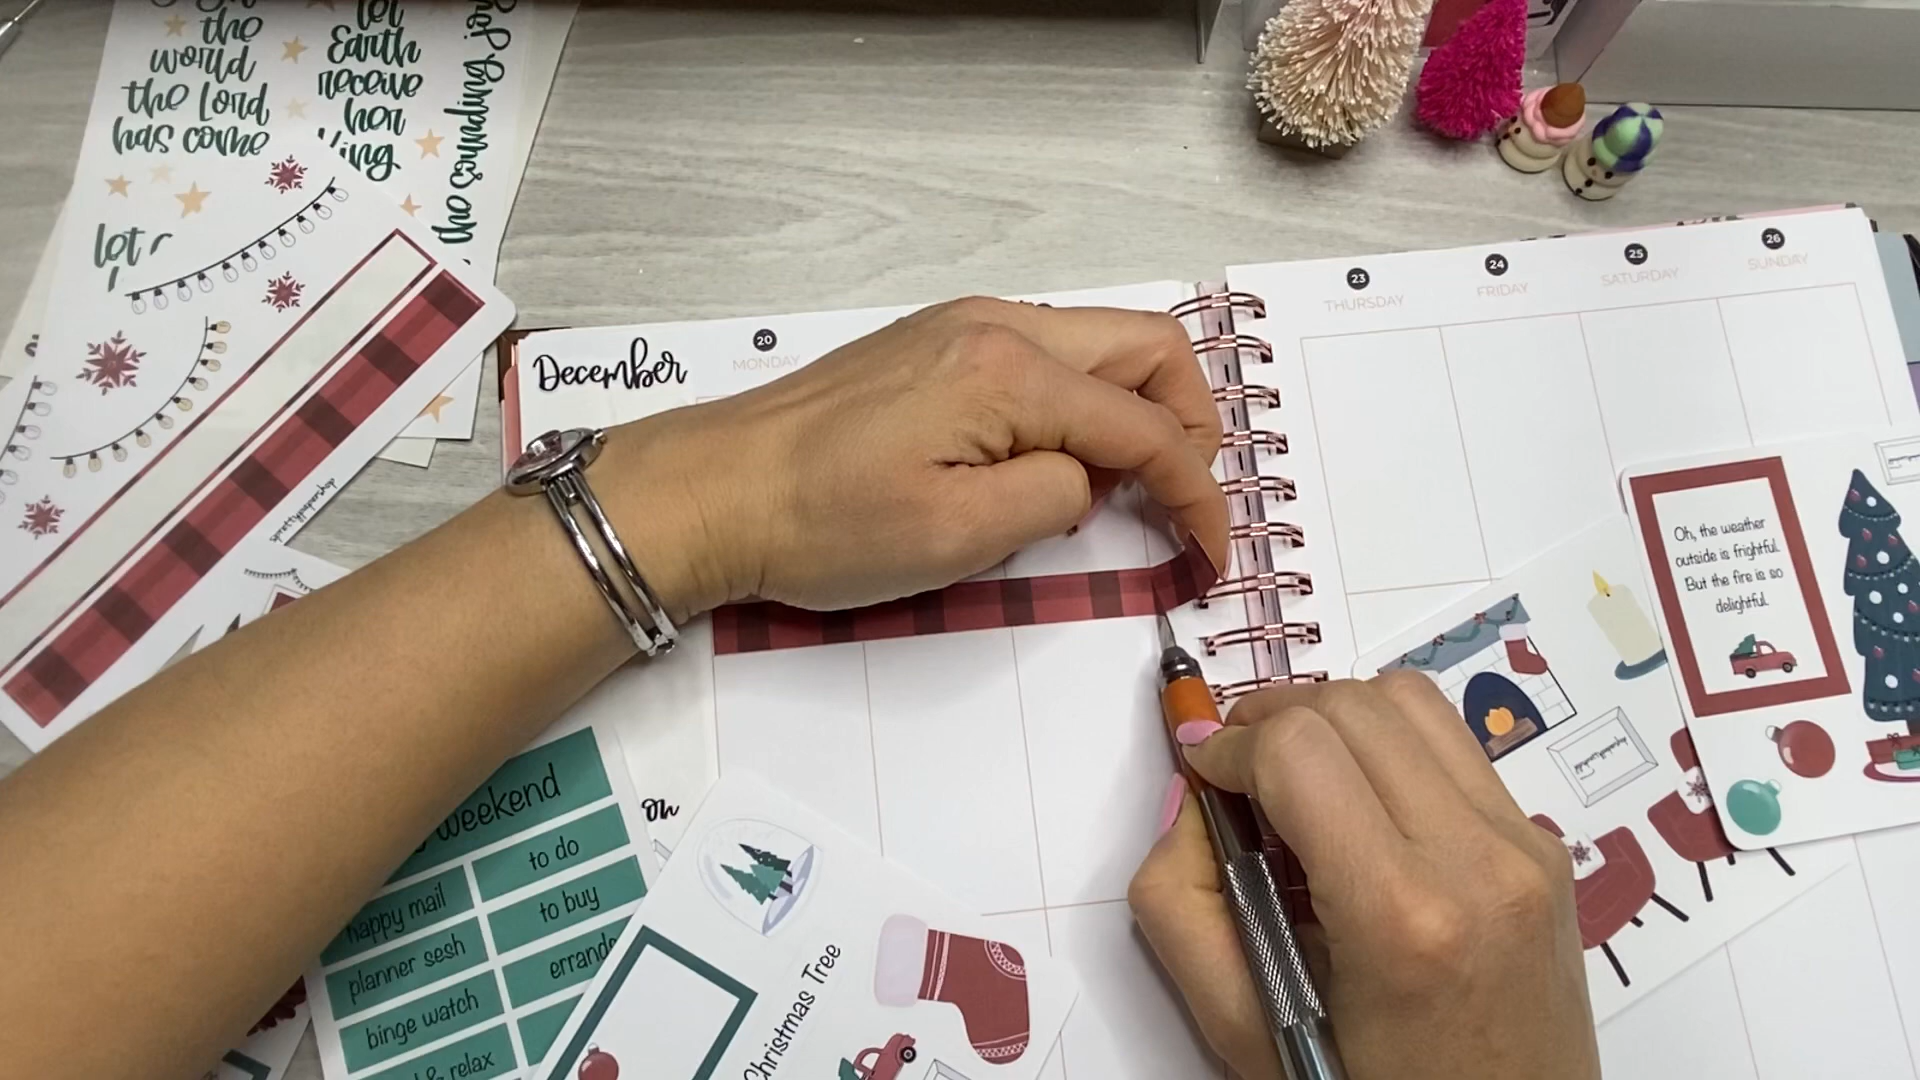 the
world
the Lord
has come
let
Earth
receive
her
King
the sounding joy
let
December
20
MONDAY
23
THURSDAY
24
FRIDAY
25
SATURDAY
26
SUNDAY
Oh, the weather
outside is frightful.
But the fire is so
delightful.
weekend
to do
happy mail
to buy
planner sesh
errands
binge watch
& relax
on
Christmas Tree